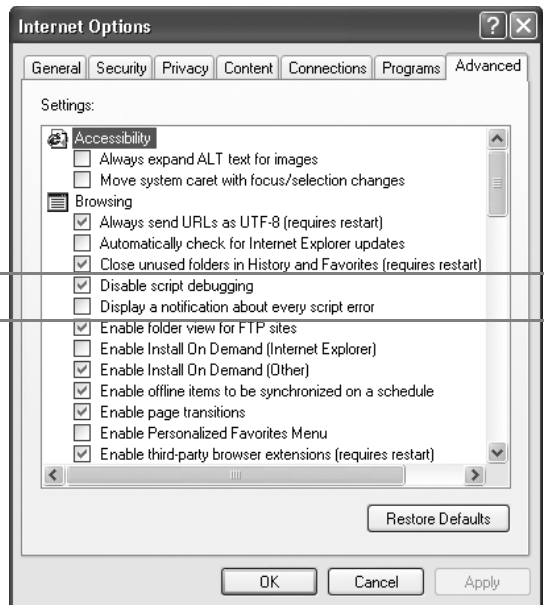 Internet Options
General Security Privacy Content Connections Programs Advanced
Settings:
Accessibility
Always expand ALT text for images
Move system caret with focus/selection changes
Browsing
Always send URLs as UTF-8 (requires restart)
Automatically check for Internet Explorer updates
Close unused folders in History and Favorites (requires restart)
Disable script debugging
Display a notification about every script error
Enable folder view for FTP sites
Enable Install On Demand (Internet Explorer)
Enable Install On Demand (Other)
Enable offline items to be synchronized on a schedule
Enable page transitions
Enable Personalized Favorites Menu
Enable third-party browser extensions (requires restart)
Restore Defaults
OK Cancel Apply